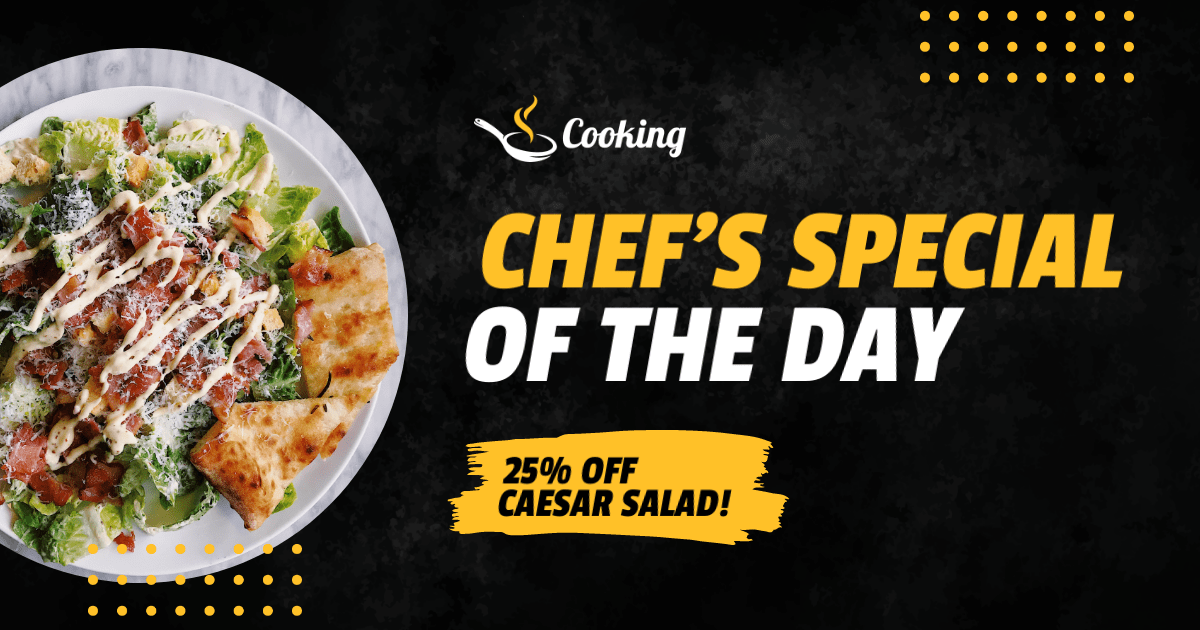 Cooking
CHEF’S SPECIAL
OF THE DAY
25% OFF
CAESAR SALAD!